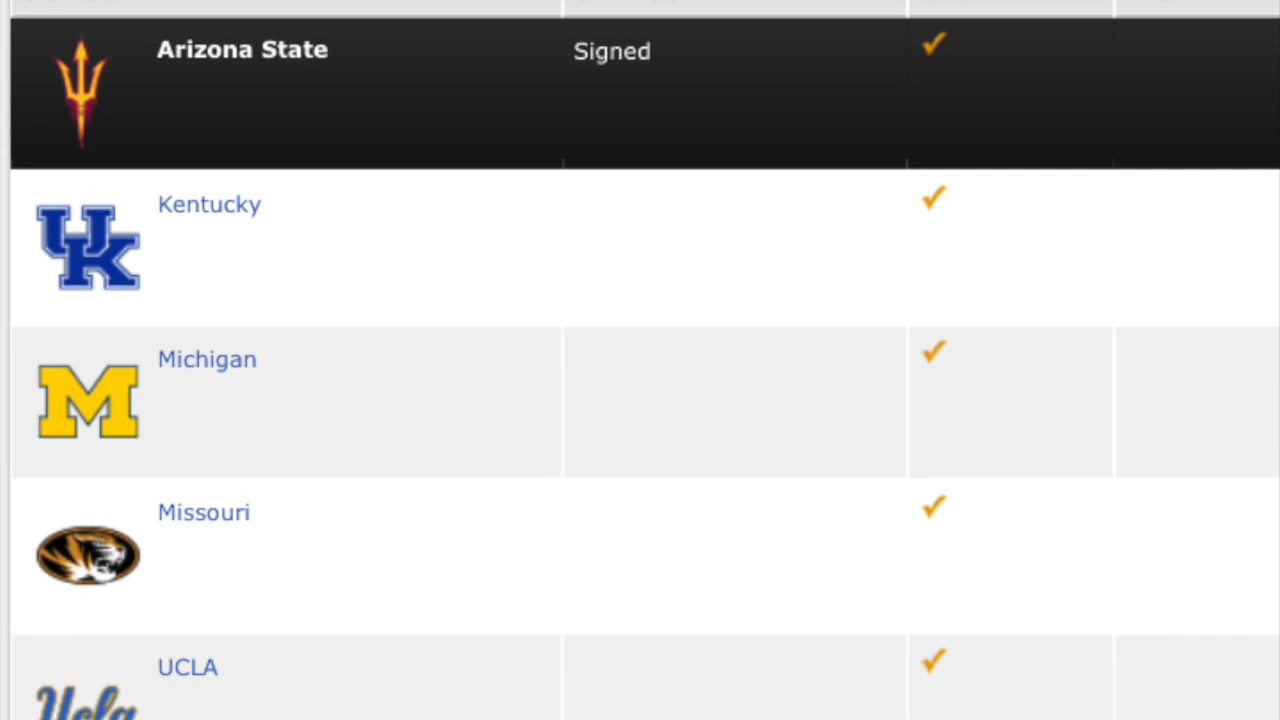 Arizona State Signed
Kentucky
UK
Michigan
M
Missouri
UCLA
Ucla